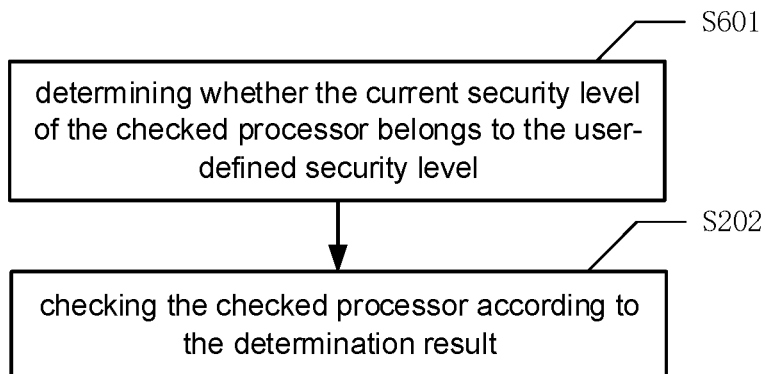 S601
determining whether the current security level
of the checked processor belongs to the user-
defined security level
S202
checking the checked processor according to
the determination result